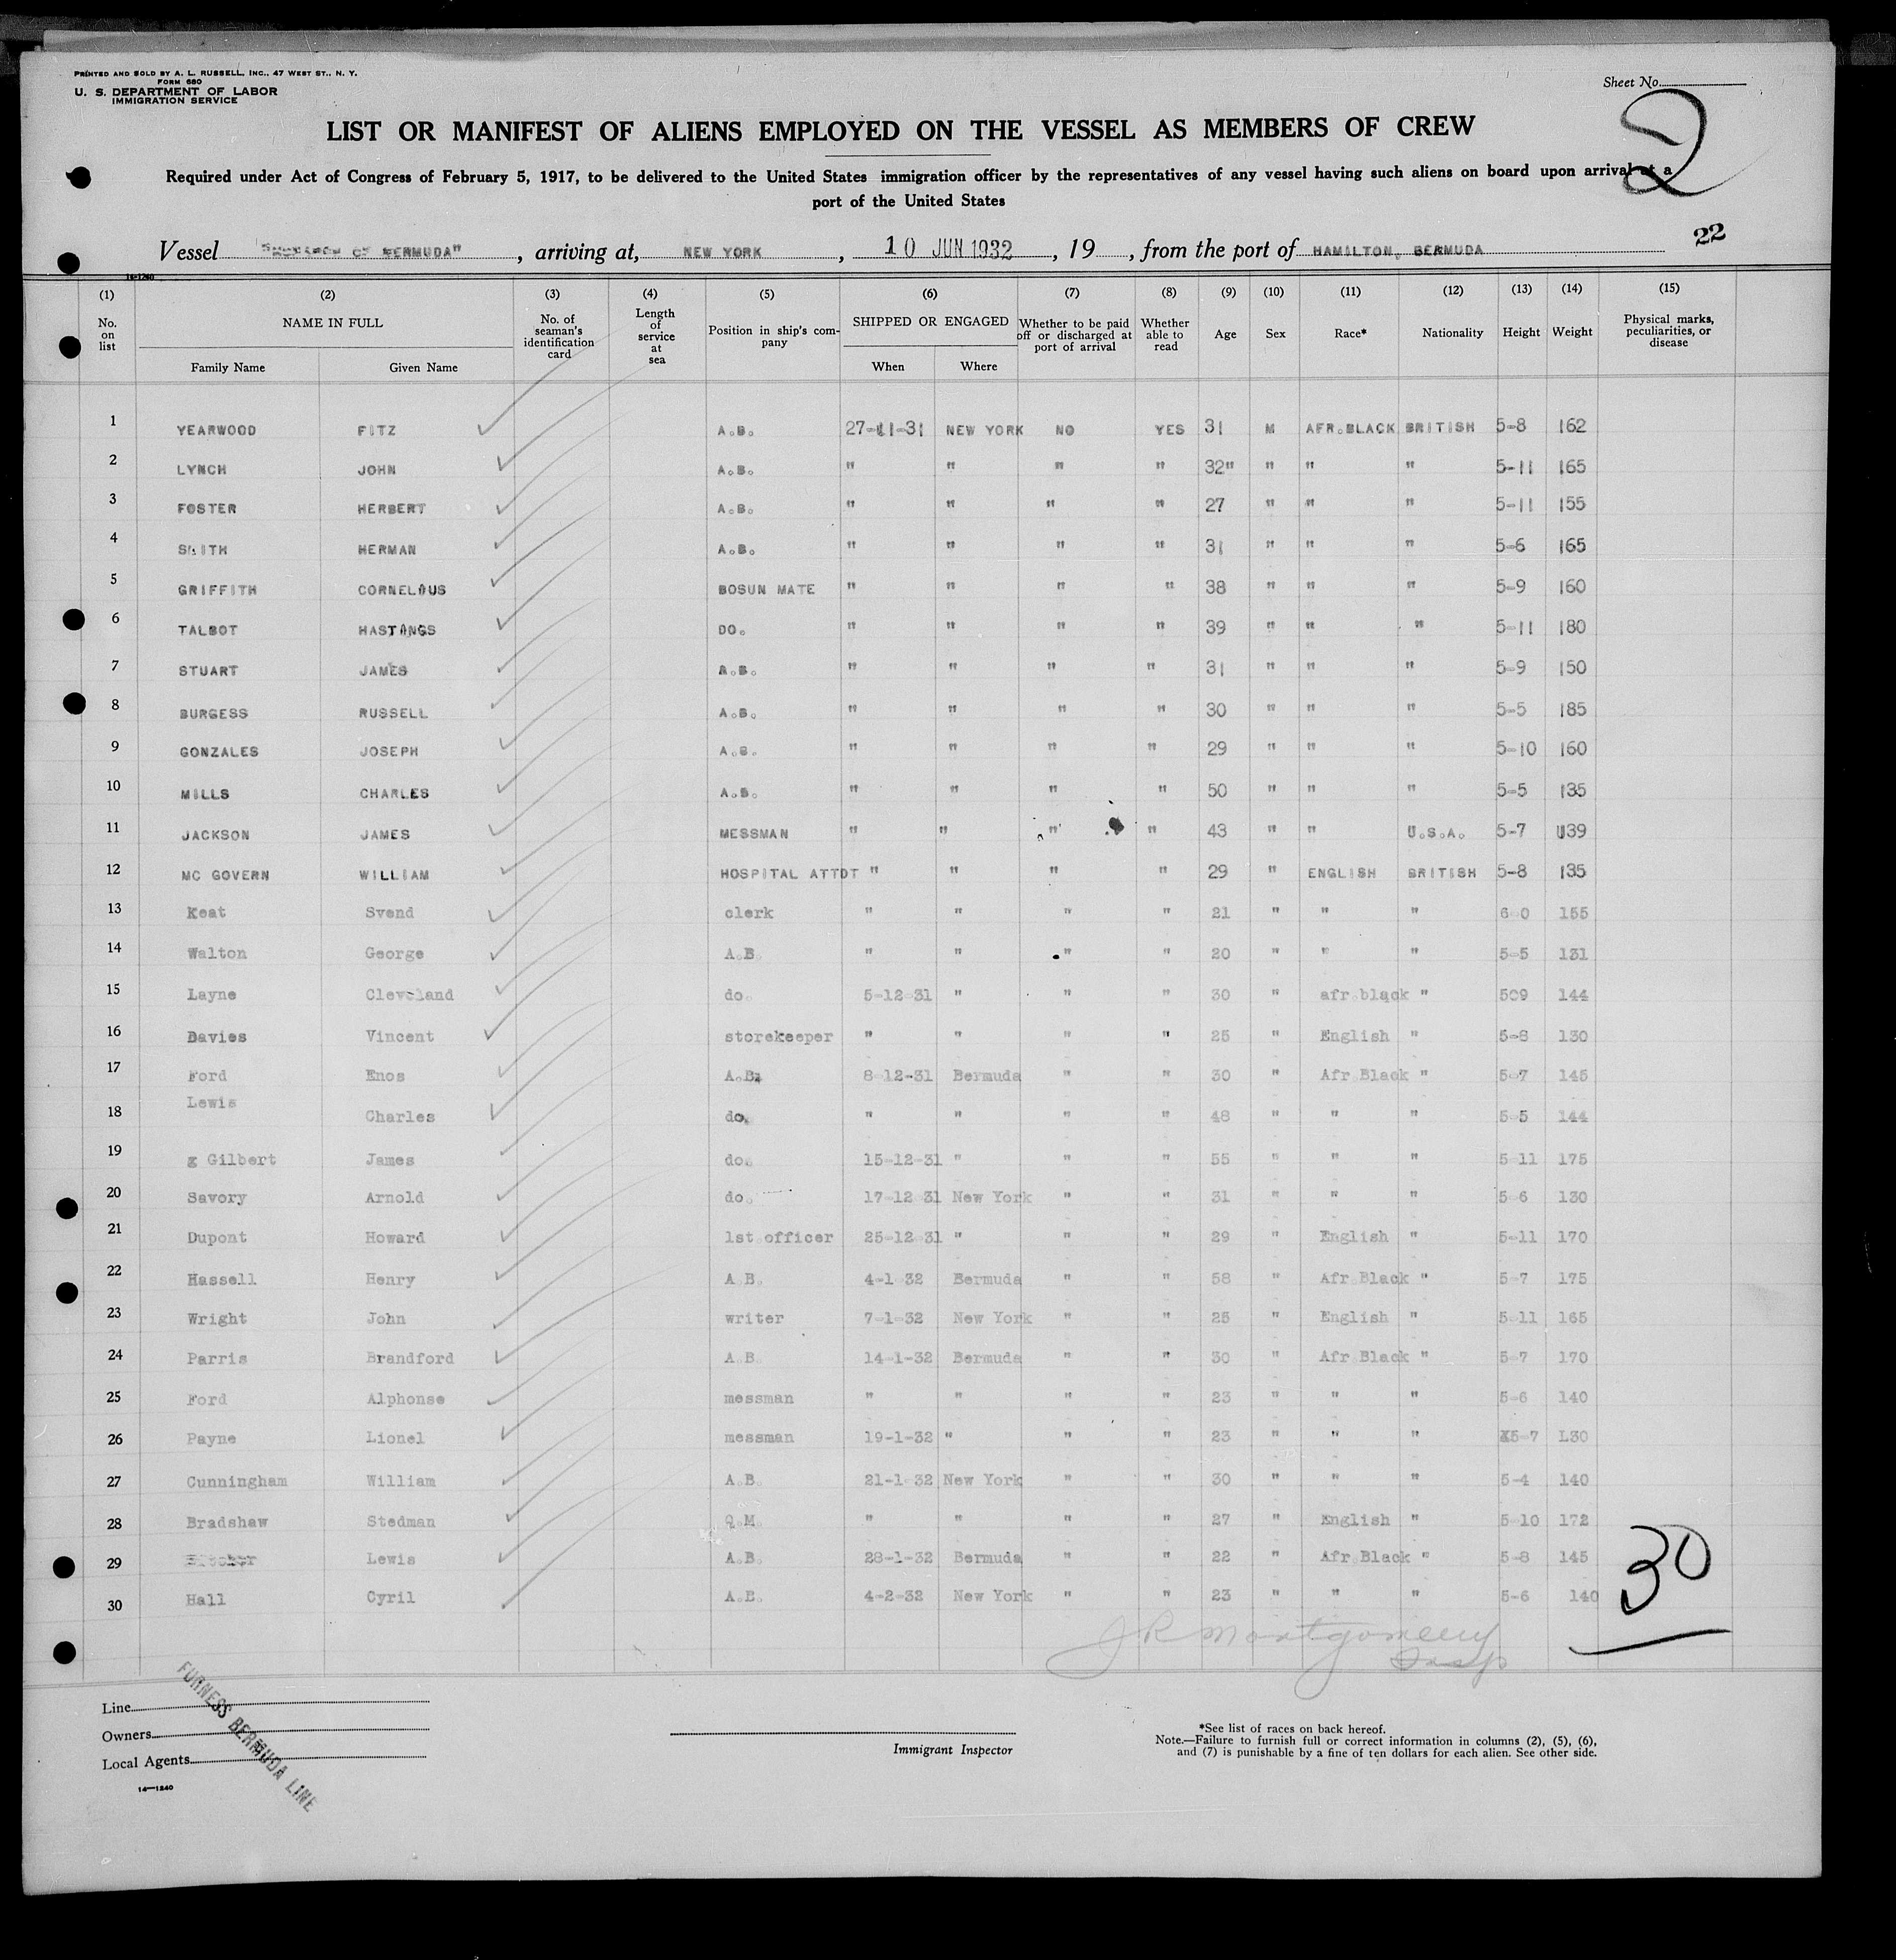 PRINTED AND SOLD BY A. L. RUSSELL, INC., 47 WEST ST., N. Y.
FORM 680
U. S. DEPARTMENT OF LABOR
IMMIGRATION SERVICE
Sheet No.
2
LIST OR MANIFEST OF ALIENS EMPLOYED ON THE VESSEL AS MEMBERS OF CREW
Required under Act of Congress of February 5, 1917, to be delivered to the United States immigration officer by the representatives of any vessel having such aliens on board upon arrival at a
port of the United States
22
Vessel OF BERMUDA" , arriving at, NEW YORK , 10 JUN 1932 , 19 , from the port of HAMILTON, BERMUDA
14-1240
(1) (2) (3) (4) (5) (6) (7) (8) (9) (10) (11) (12) (13) (14) (15)
No. on list NAME IN FULL No. of seaman's identification card Length of service at sea Position in ship's company SHIPPED OR ENGAGED Whether to be paid off or discharged at port of arrival Whether able to read Age Sex Race* Nationality Height Weight Physical marks, peculiarities, or disease
Family Name Given Name When Where
1 YEARWOOD FITZ A.B. 27-11-31 NEW YORK NO YES 31 M AFR.BLACK BRITISH 5-8 162
2 LYNCH JOHN A.B. " " " " 32" " " " 5-11 165
3 FOSTER HERBERT A.B. " " " " 27 " " " 5-11 155
4 SMITH HERMAN A.B. " " " " 31 " " " 5-6 165
5 GRIFFITH CORNELOUS BOSUN MATE " " " " 38 " " " 5-9 160
6 TALBOT HASTINGS DO. " " " " 39 " " " 5-11 180
7 STUART JAMES A.B. " " " " 31 " " " 5-9 150
8 BURGESS RUSSELL A.B. " " " " 30 " " " 5-5 185
9 GONZALES JOSEPH A.B. " " " " 29 " " " 5-10 160
10 MILLS CHARLES A.B. " " " " 50 " " " 5-5 135
11 JACKSON JAMES MESSMAN " " " " 43 " " U.S.A. 5-7 139
12 MC GOVERN WILLIAM HOSPITAL ATTDT " " " " 29 " ENGLISH BRITISH 5-8 135
13 Keat Svend clerk " " " " 21 " " " 6-0 155
14 Walton George A.B. " " " " 20 " " " 5-5 131
15 Layne Cleveland do. 5-12-31 " " " 30 " afr.black " 509 144
16 Davies Vincent storekeeper " " " " 25 " English " 5-8 130
17 Ford Enos A.B. 8-12-31 Bermuda " " 30 " Afr.Black " 5-7 145
18 Lewis Charles do. " " " " 48 " " " 5-5 144
19 g Gilbert James do. 15-12-31 " " " 55 " " " 5-11 175
20 Savory Arnold do. 17-12-31 New York " " 31 " " " 5-6 130
21 Dupont Howard 1st.officer 25-12-31 " " " 29 " English " 5-11 170
22 Hassell Henry A.B. 4-1-32 Bermuda " " 58 " Afr.Black " 5-7 175
23 Wright John writer 7-1-32 New York " " 25 " English " 5-11 165
24 Parris Brandford A.B. 14-1-32 Bermuda " " 30 " Afr.Black " 5-7 170
25 Ford Alphonse messman " " " " 23 " " " 5-6 140
26 Payne Lionel messman 19-1-32 " " " 23 " " " 5-7 L30
27 Cunningham William A.B. 21-1-32 New York " " 30 " " " 5-4 140
28 Bradshaw Stedman Q.M. " " " " 27 " English " 5-10 172
29 Lewis A.B. 28-1-32 Bermuda " " 22 " Afr.Black " 5-8 145
30 Hall Cyril A.B. 4-2-32 New York " " 23 " " " 5-6 140
30
J R Montgomery
Insp
Line
Owners
Local Agents
FURNESS BERMUDA LINE
14—1240
Immigrant Inspector
*See list of races on back hereof.
Note.—Failure to furnish full or correct information in columns (2), (5), (6),
and (7) is punishable by a fine of ten dollars for each alien. See other side.